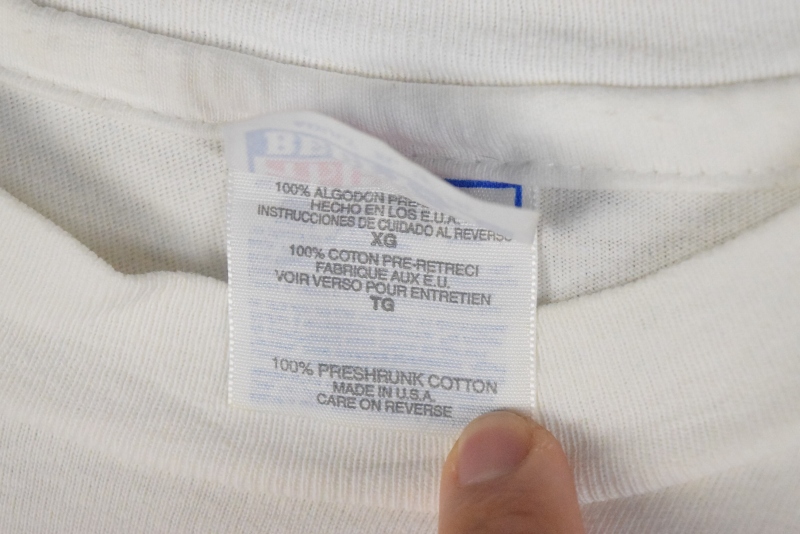 100% ALGODON
HECHO EN LOS E.U.A.
INSTRUCCIONES DE CUIDADO AL REVERSO
XG
100% COTON PRE-RETRECI
FABRIQUE AUX E.U.
VOIR VERSO POUR ENTRETIEN
TG
100% PRESHRUNK COTTON
MADE IN U.S.A.
CARE ON REVERSE